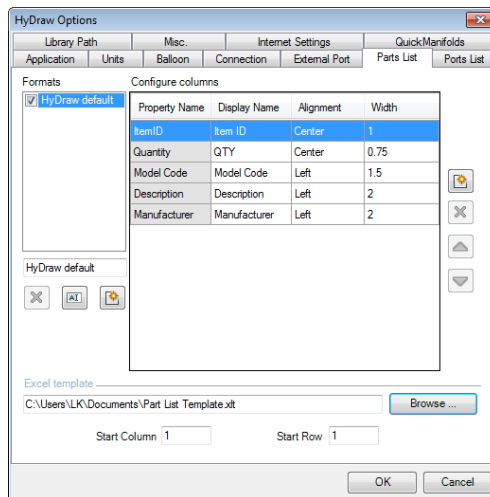 HyDraw Options
Library Path Misc. Internet Settings QuickManifolds
Application Units Balloon Connection External Port Parts List Ports List
Formats Configure columns
HyDraw default
Property Name Display Name Alignment Width
ItemID Item ID Center 1
Quantity QTY Center 0.75
Model Code Model Code Left 1.5
Description Description Left 2
Manufacturer Manufacturer Left 2
HyDraw default
AI
Excel template
C:\Users\LK\Documents\Part List Template.xlt Browse ...
Start Column 1 Start Row 1
OK Cancel